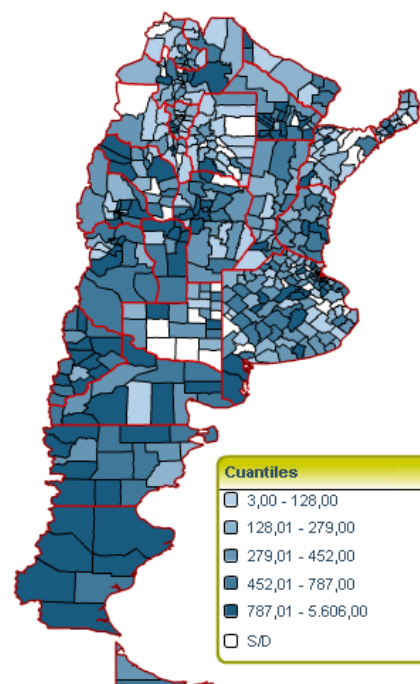 Cuantiles
3,00 - 128,00
128,01 - 279,00
279,01 - 452,00
452,01 - 787,00
787,01 - 5.606,00
S/D